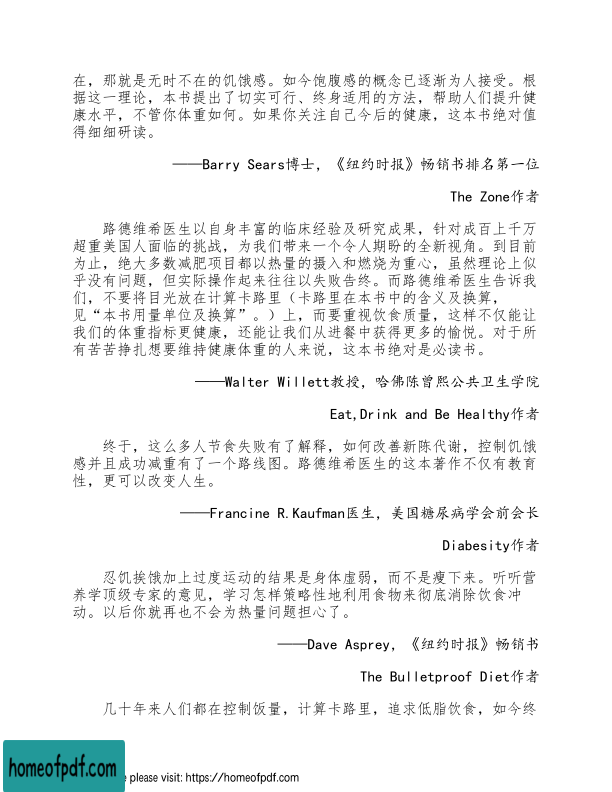 在，那就是无时不在的饥饿感。如今饱腹感的概念已逐渐为人接受。根
据这一理论，本书提出了切实可行、终身适用的方法，帮助人们提升健
康水平，不管你体重如何。如果你关注自己今后的健康，这本书绝对值
得细细研读。
——Barry Sears博士，《纽约时报》畅销书排名第一位
The Zone作者
路德维希医生以自身丰富的临床经验及研究成果，针对成百上千万
超重美国人面临的挑战，为我们带来一个令人期盼的全新视角。到目前
为止，绝大多数减肥项目都以热量的摄入和燃烧为重心，虽然理论上似
乎没有问题，但实际操作起来往往以失败告终。而路德维希医生告诉我
们，不要将目光放在计算卡路里（卡路里在本书中的含义及换算，
见“本书用量单位及换算”。）上，而要重视饮食质量，这样不仅能让
我们的体重指标更健康，还能让我们从进餐中获得更多的愉悦。对于所
有苦苦挣扎想要维持健康体重的人来说，这本书绝对是必读书。
——Walter Willett教授，哈佛陈曾熙公共卫生学院
Eat,Drink and Be Healthy作者
终于，这么多人节食失败有了解释，如何改善新陈代谢，控制饥饿
感并且成功减重有了一个路线图。路德维希医生的这本著作不仅有教育
性，更可以改变人生。
——Francine R.Kaufman医生，美国糖尿病学会前会长
Diabesity作者
忍饥挨饿加上过度运动的结果是身体虚弱，而不是瘦下来。听听营
养学顶级专家的意见，学习怎样策略性地利用食物来彻底消除饮食冲
动。以后你就再也不会为热量问题担心了。
——Dave Asprey，《纽约时报》畅销书
The Bulletproof Diet作者
几十年来人们都在控制饭量，计算卡路里，追求低脂饮食，如今终
homeofpdf.com
please visit: https://homeofpdf.com